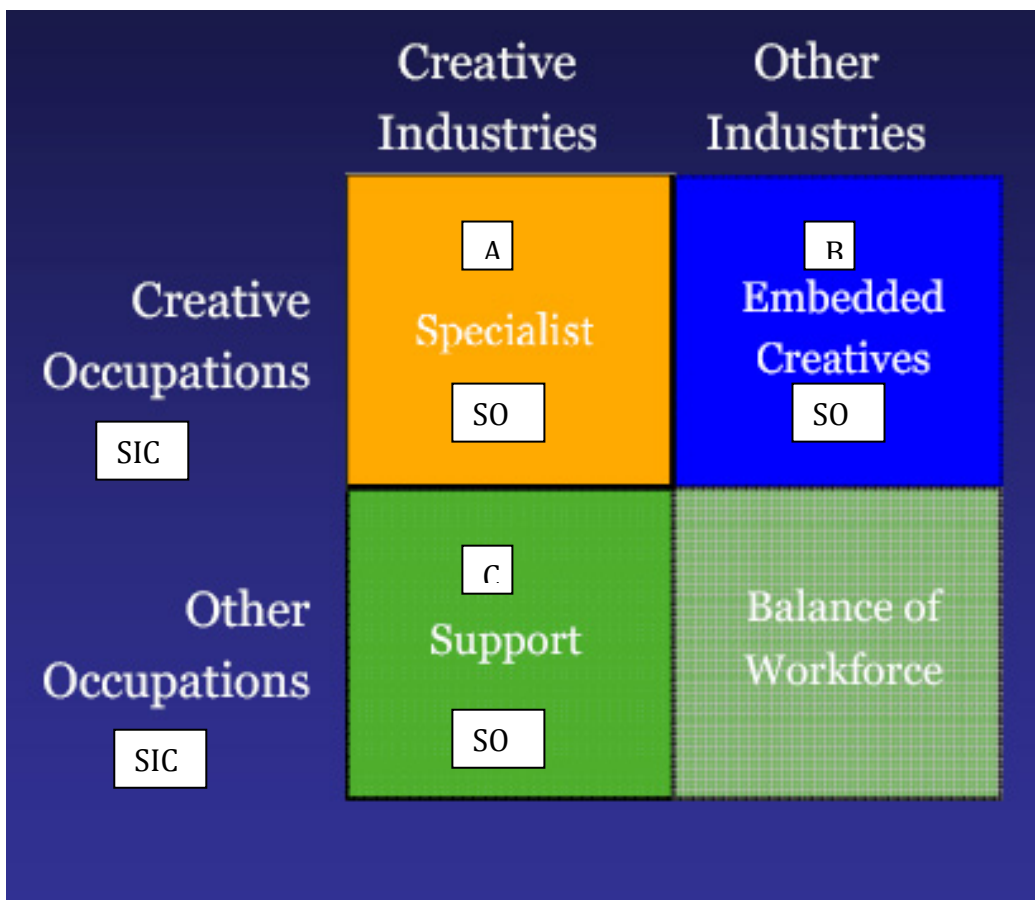 Creative
Industries
Other
Industries
A
B
Creative
Occupations
Specialist
Embedded
Creatives
SIC
SO
SO
C
Other
Occupations
Support
Balance of
Workforce
SIC
SO